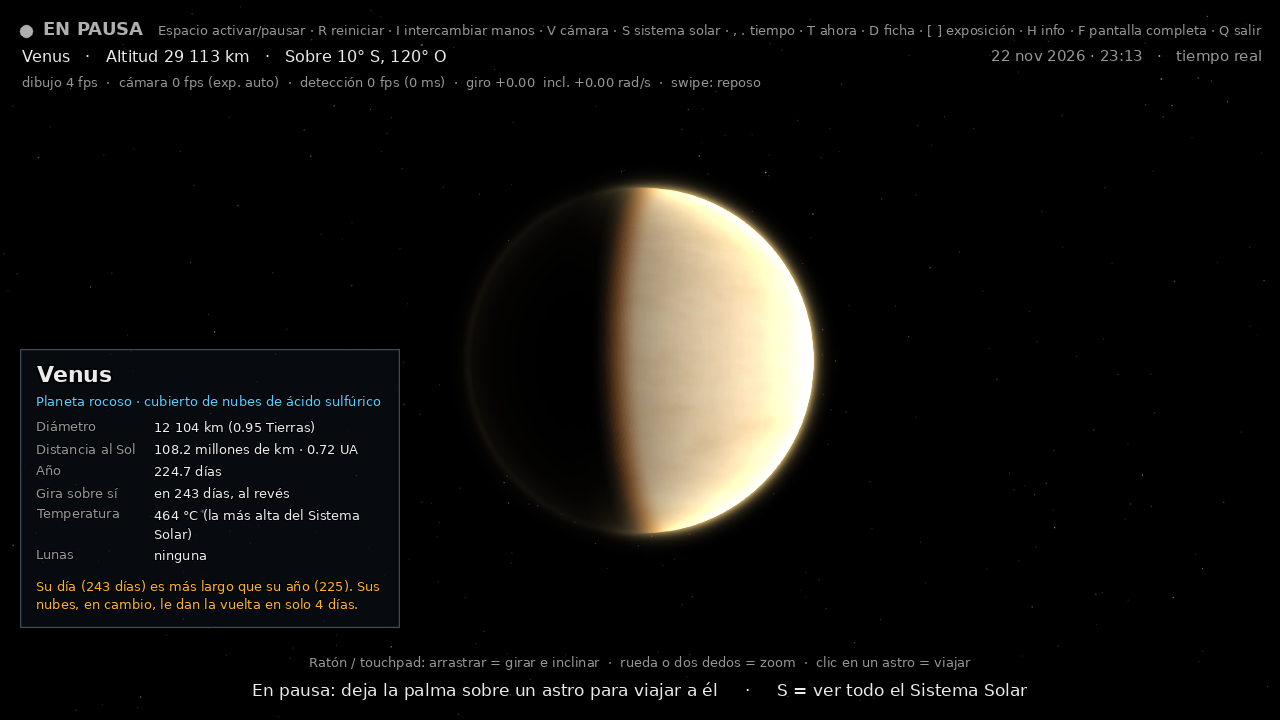 EN PAUSA Espacio activar/pausar · R reiniciar · I intercambiar manos · V cámara · S sistema solar · , . tiempo · T ahora · D ficha · [ ] exposición · H info · F pantalla completa · Q salir
Venus · Altitud 29 113 km · Sobre 10° S, 120° O 22 nov 2026 · 23:13 · tiempo real
dibujo 4 fps · cámara 0 fps (exp. auto) · detección 0 fps (0 ms) · giro +0.00 incl. +0.00 rad/s · swipe: reposo
Venus
Planeta rocoso · cubierto de nubes de ácido sulfúrico
Diámetro 12 104 km (0.95 Tierras)
Distancia al Sol 108.2 millones de km · 0.72 UA
Año 224.7 días
Gira sobre sí en 243 días, al revés
Temperatura 464 °C (la más alta del Sistema
Solar)
Lunas ninguna
Su día (243 días) es más largo que su año (225). Sus
nubes, en cambio, le dan la vuelta en solo 4 días.
Ratón / touchpad: arrastrar = girar e inclinar · rueda o dos dedos = zoom · clic en un astro = viajar
En pausa: deja la palma sobre un astro para viajar a él · S = ver todo el Sistema Solar